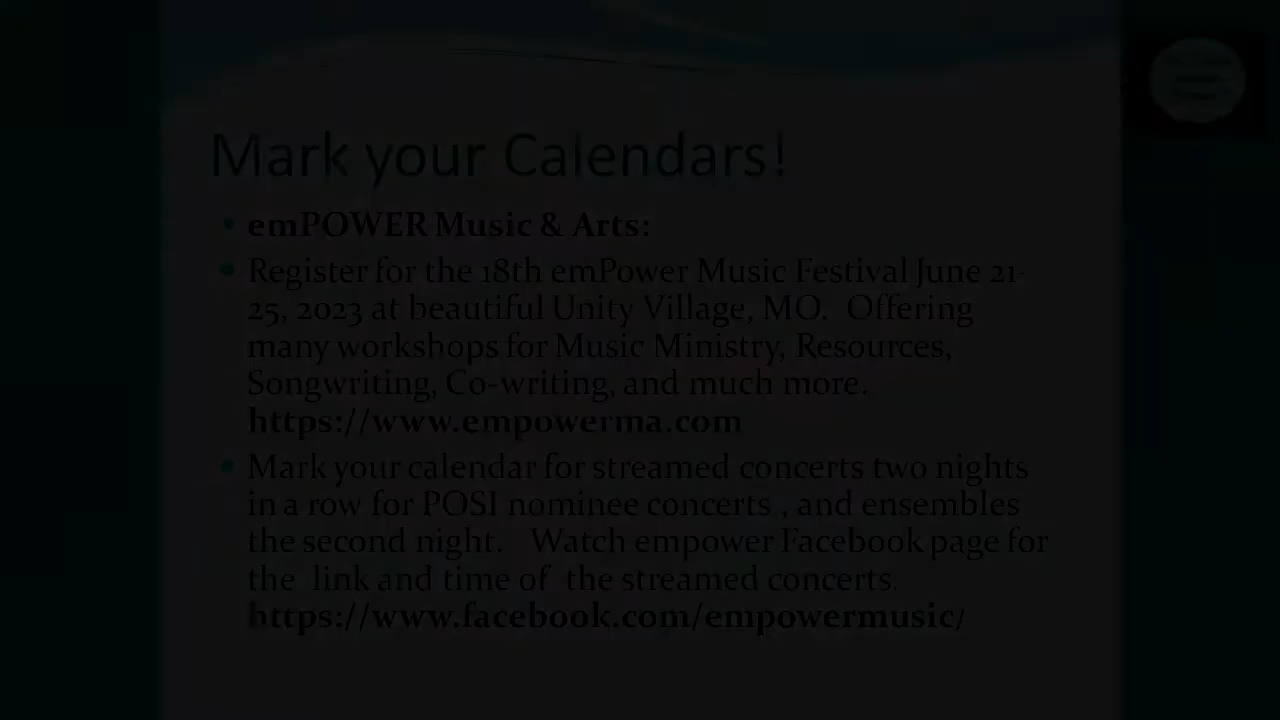 Mark your Calendars!
• emPOWER Music & Arts:
• Register for the 18th emPower Music Festival June 21-
25, 2023 at beautiful Unity Village, MO.  Offering
many workshops for Music Ministry, Resources,
Songwriting, Co-writing, and much more.
https://www.empowerma.com
• Mark your calendar for streamed concerts two nights
in a row for POSI nominee concerts , and ensembles
the second night.   Watch empower Facebook page for
the  link and time of  the streamed concerts.
https://www.facebook.com/empowermusic/